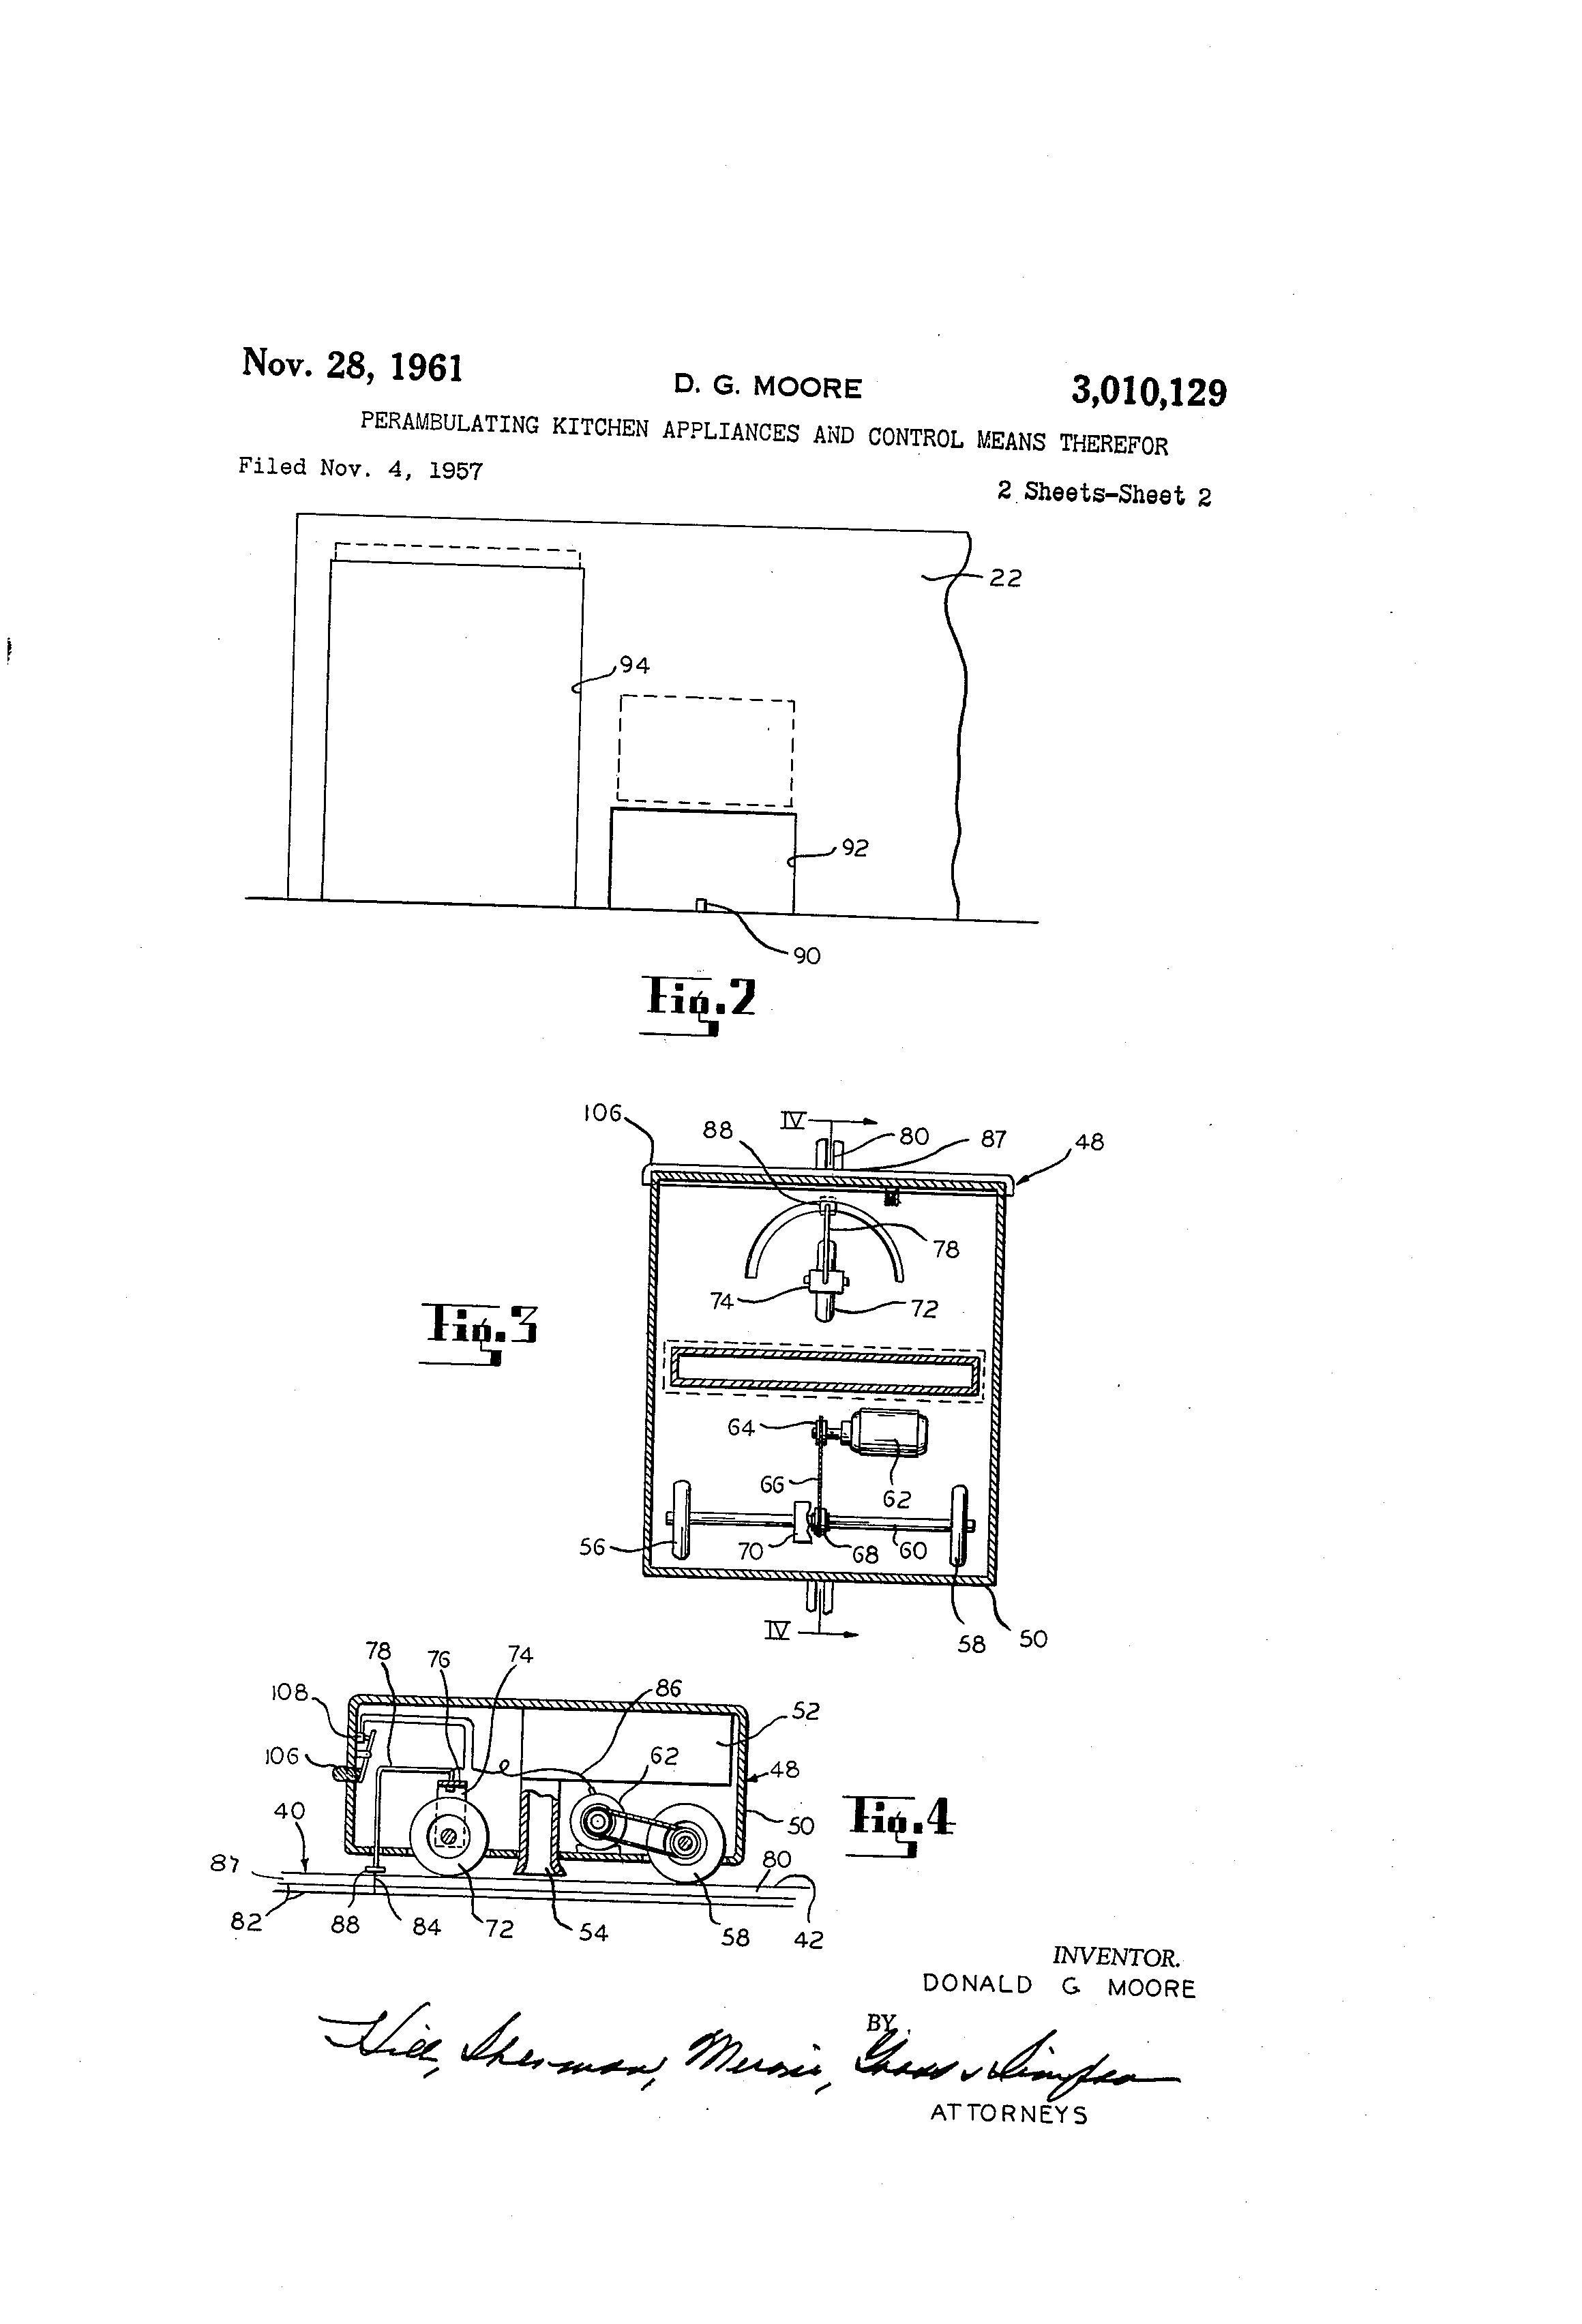 Nov. 28, 1961
D. G. MOORE
3,010,129
PERAMBULATING KITCHEN APPLIANCES AND CONTROL MEANS THEREFOR
Filed Nov. 4, 1957
2 Sheets-Sheet 2
22
94
92
90
Fig. 2
106
88
IV
80
87
48
78
74
72
Fig. 3
64
66
62
56
70
68
60
IV
58
50
78
76
74
108
86
52
106
62
48
40
50
Fig. 4
87
80
82
88
84
72
54
58
42
INVENTOR.
DONALD G MOORE
BY
Hill, Sherman, Meroni, Gross & Simpson
ATTORNEYS